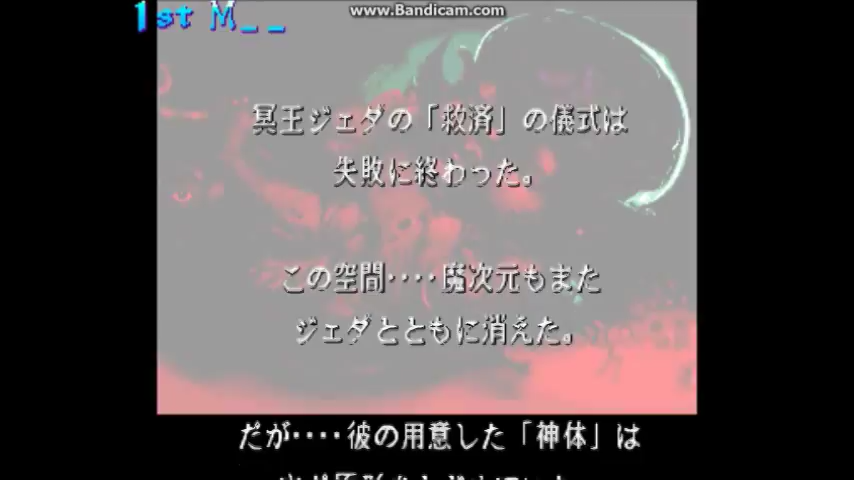 1st M__
www.Bandicam.com
冥王ジェダの「救済」の儀式は
失敗に終わった。
この空間‥‥魔次元もまた
ジェダとともに消えた。
だが‥‥彼の用意した「神体」は